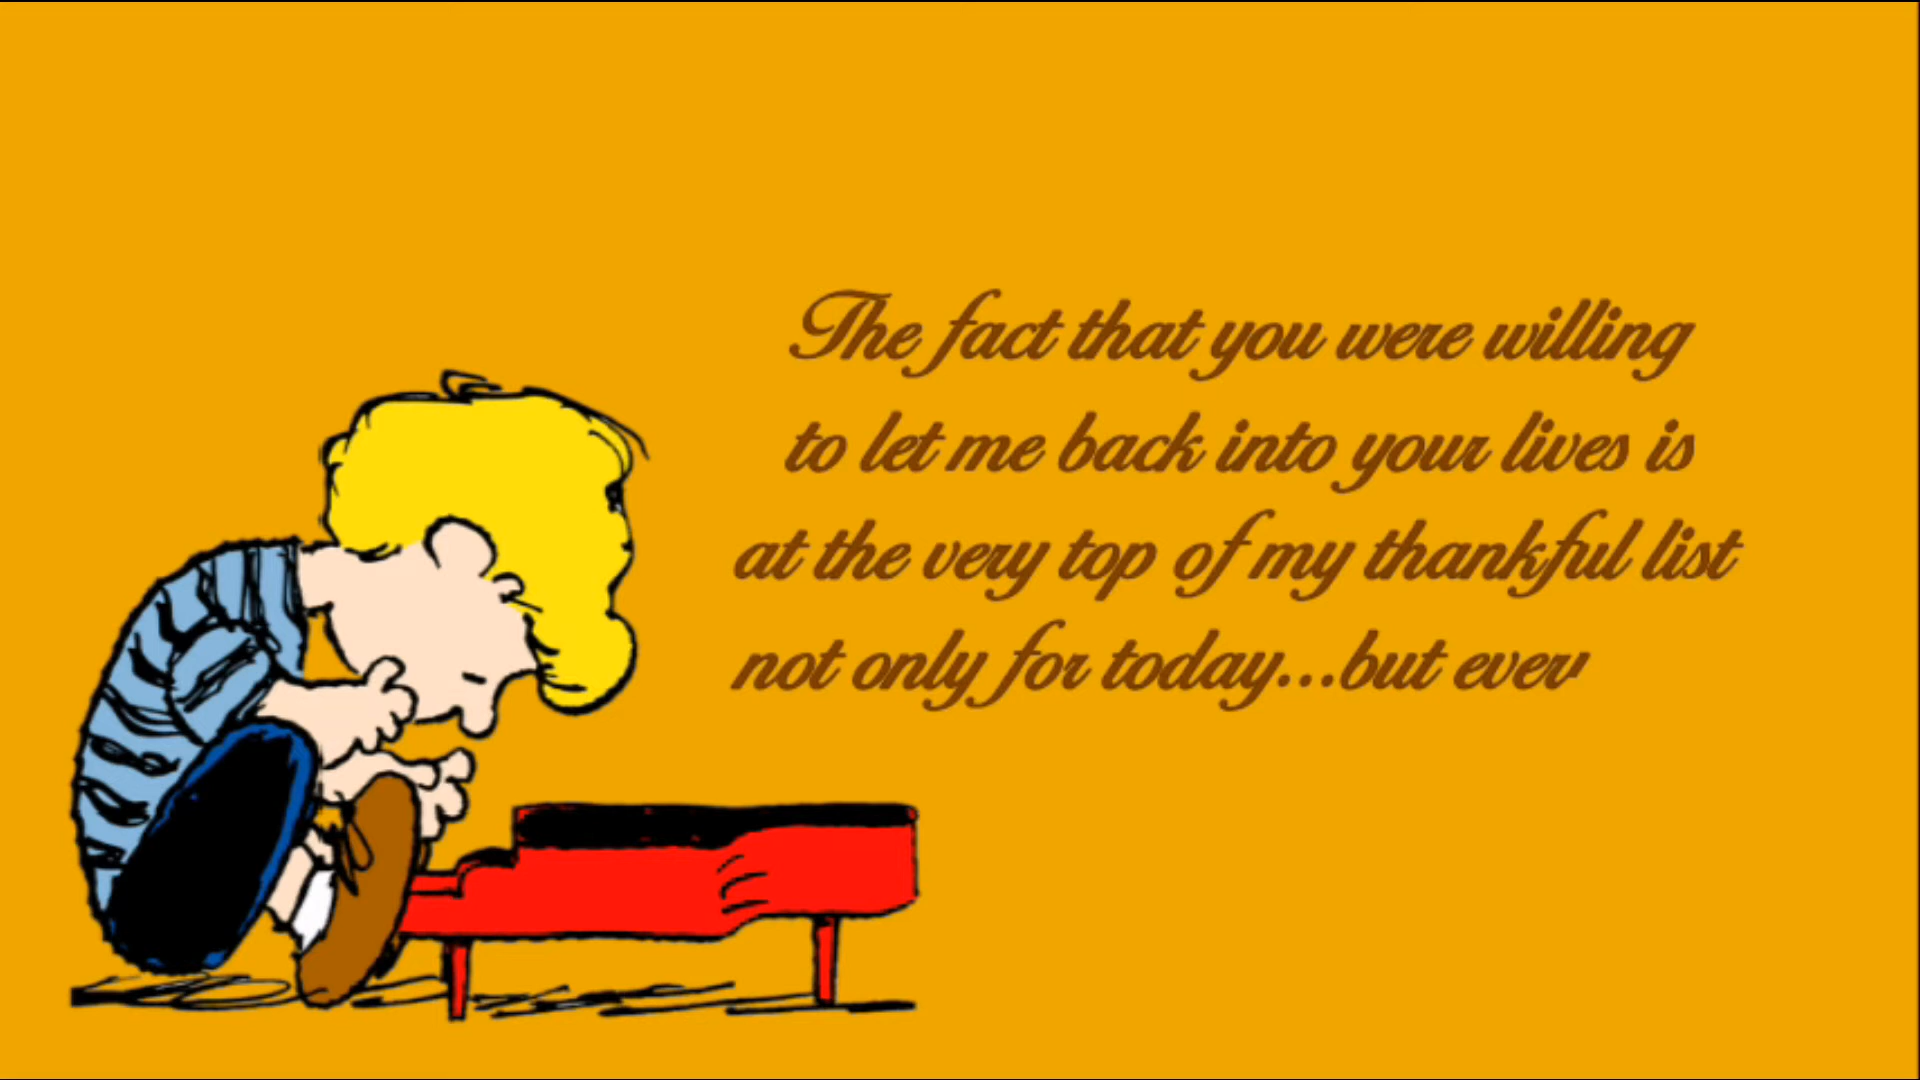 The fact that you were willing
to let me back into your lives is
at the very top of my thankful list
not only for today...but ever